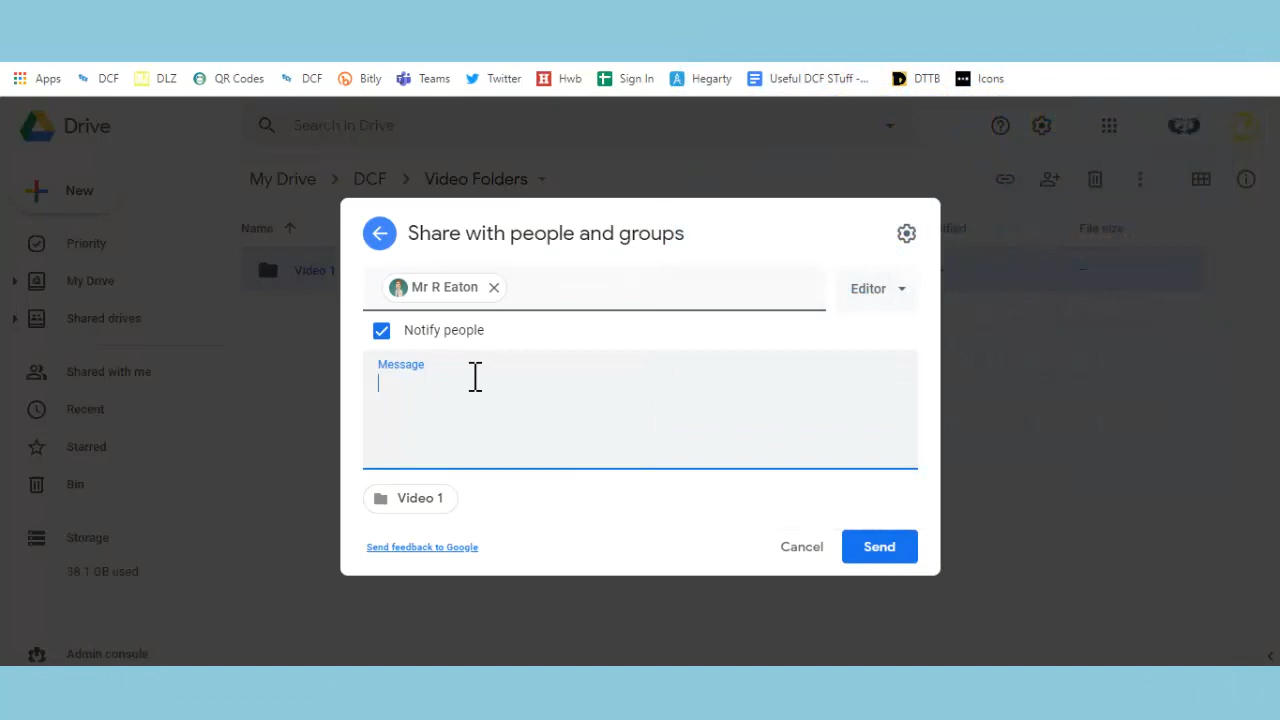 Apps DCF DLZ QR Codes DCF Bitly Teams Twitter Hwb Sign In Hegarty Useful DCF STuff -... DTTB Icons
Drive Search in Drive
New
My Drive DCF Video Folders
Name File size
Priority
Video 1
My Drive
Shared drives
Shared with me
Recent
Starred
Bin
Storage
38.1 GB used
Admin console
Share with people and groups
Mr R Eaton Editor
Notify people
Message
Video 1
Send feedback to Google Cancel Send